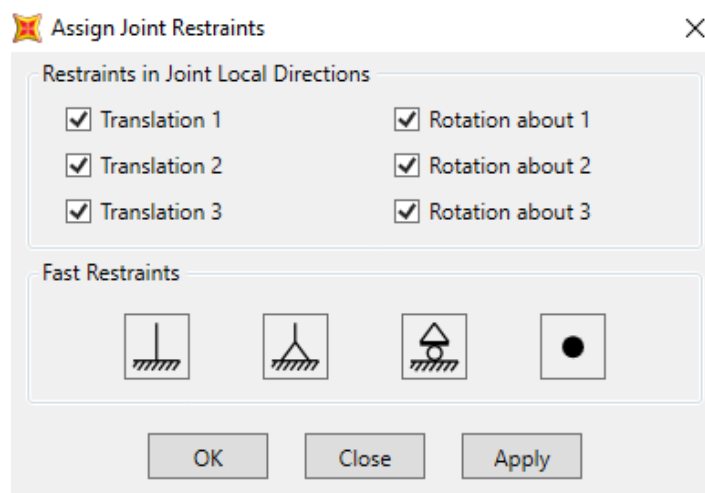 Assign Joint Restraints
Restraints in Joint Local Directions
Translation 1
Rotation about 1
Translation 2
Rotation about 2
Translation 3
Rotation about 3
Fast Restraints
OK
Close
Apply